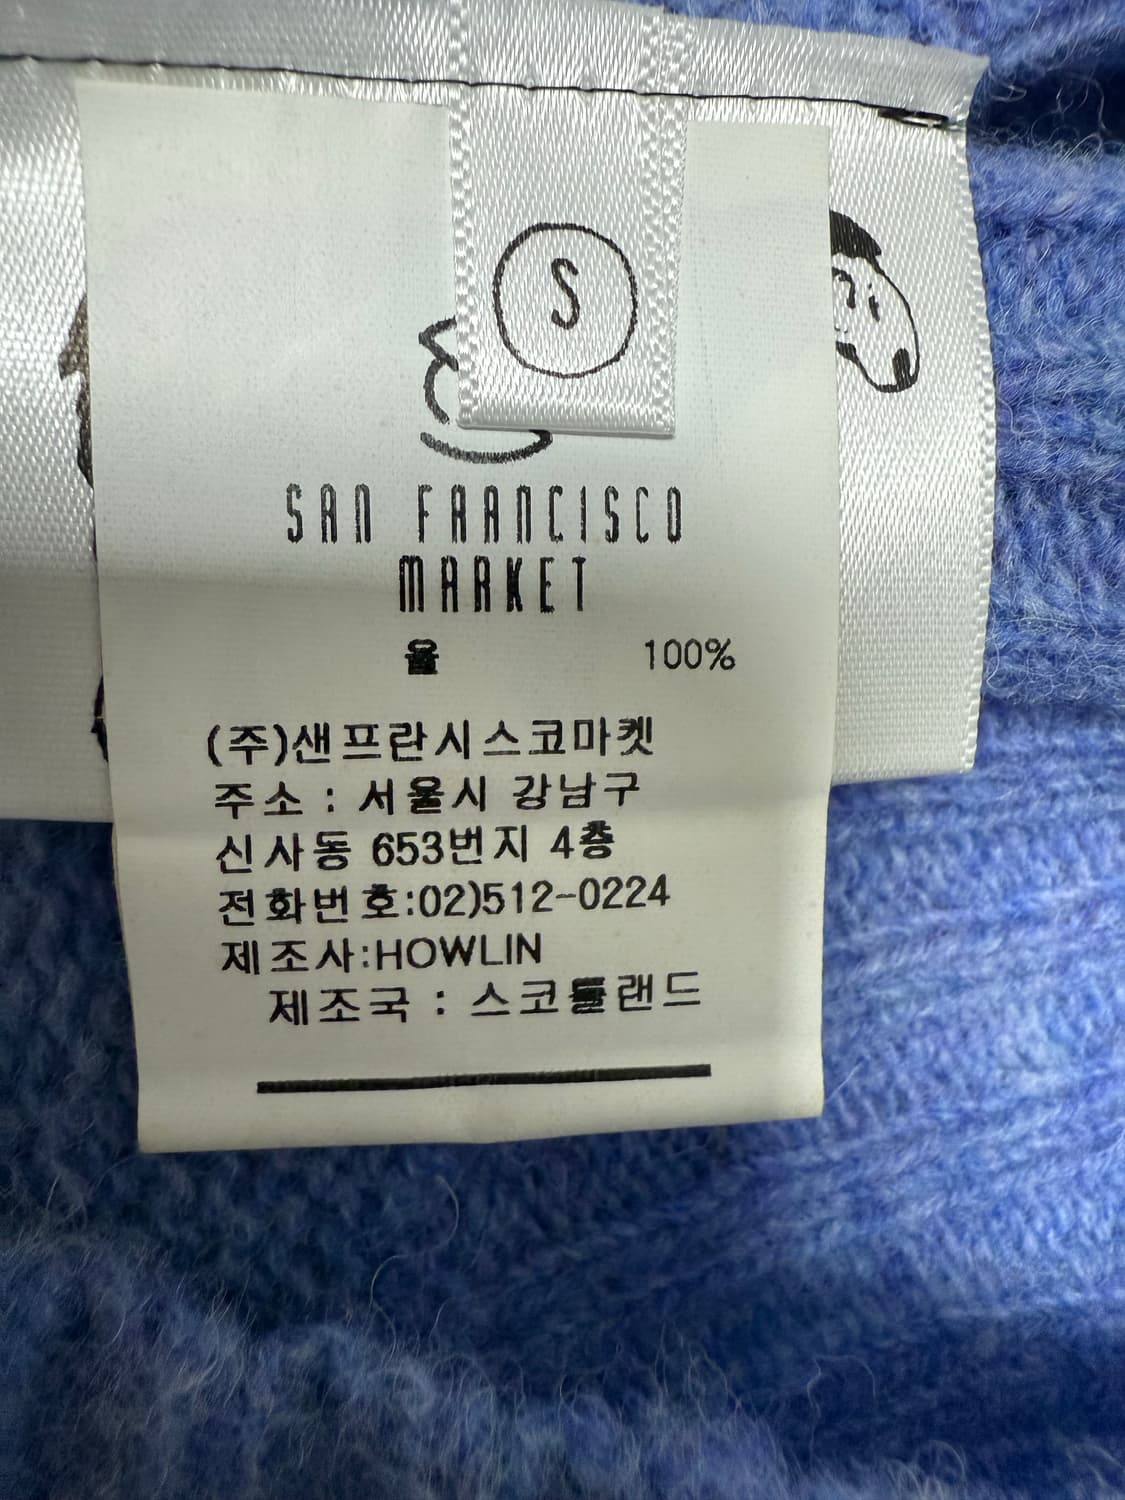 S
SAN FRANCISCO
MARKET
울 100%
(주)샌프란시스코마켓
주소 : 서울시 강남구
신사동 653번지 4층
전화번호:02)512-0224
제조사:HOWLIN
제조국 : 스코틀랜드